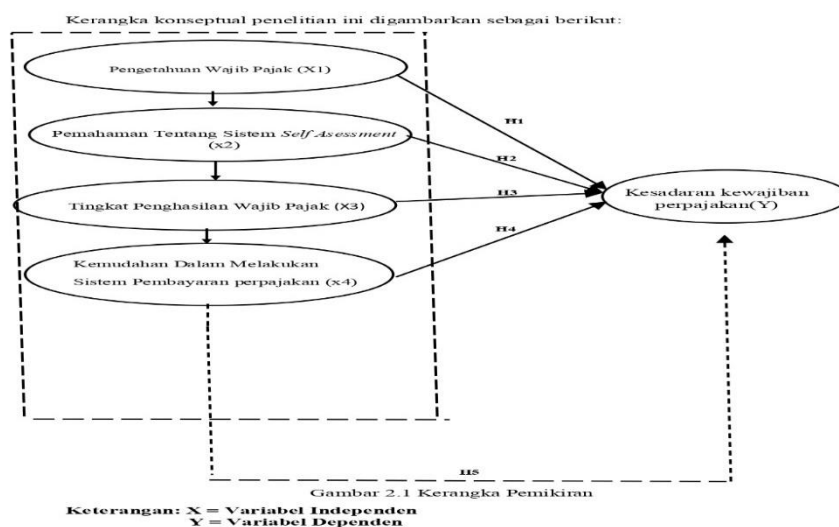 Kerangka konseptual penelitian ini digambarkan sebagai berikut:
Pengetahuan Wajib Pajak (X1)
Pemahaman Tentang Sistem Self Asessment
(x2)
Tingkat Penghasilan Wajib Pajak (X3)
Kemudahan Dalam Melakukan
Sistem Pembayaran perpajakan (x4)
H1
H2
H3
H4
Kesadaran kewajiban
perpajakan(Y)
H5
Gambar 2.1 Kerangka Pemikiran
Keterangan: X = Variabel Independen
Y = Variabel Dependen